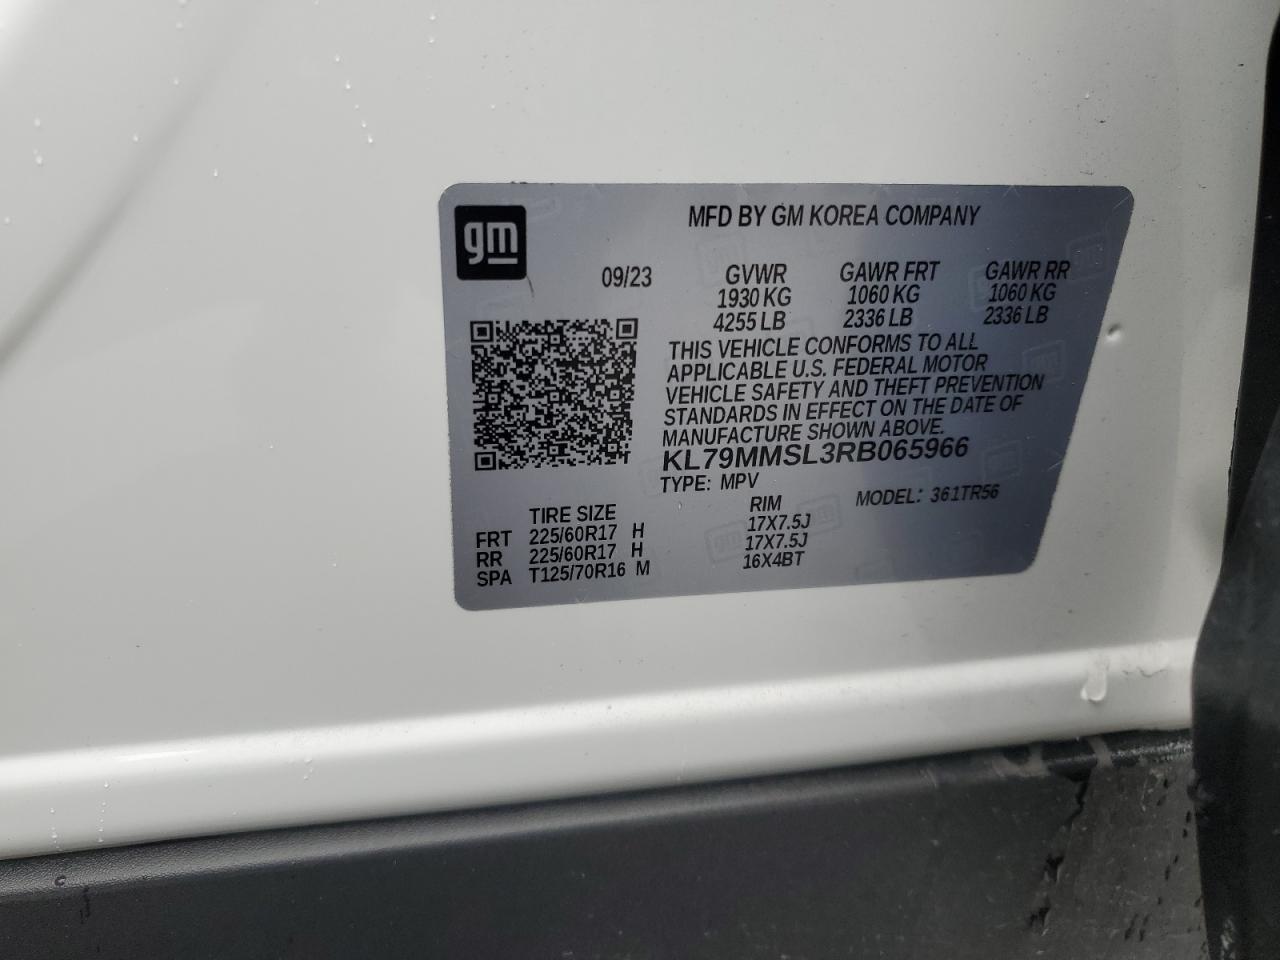 gm
MFD BY GM KOREA COMPANY
09/23
GVWR GAWR FRT GAWR RR
1930 KG 1060 KG 1060 KG
4255 LB 2336 LB 2336 LB
THIS VEHICLE CONFORMS TO ALL
APPLICABLE U.S. FEDERAL MOTOR
VEHICLE SAFETY AND THEFT PREVENTION
STANDARDS IN EFFECT ON THE DATE OF
MANUFACTURE SHOWN ABOVE.
KL79MMSL3RB065966
TYPE: MPV MODEL: 361TR56
TIRE SIZE RIM
FRT 225/60R17 H 17X7.5J
RR 225/60R17 H 17X7.5J
SPA T125/70R16 M 16X4BT